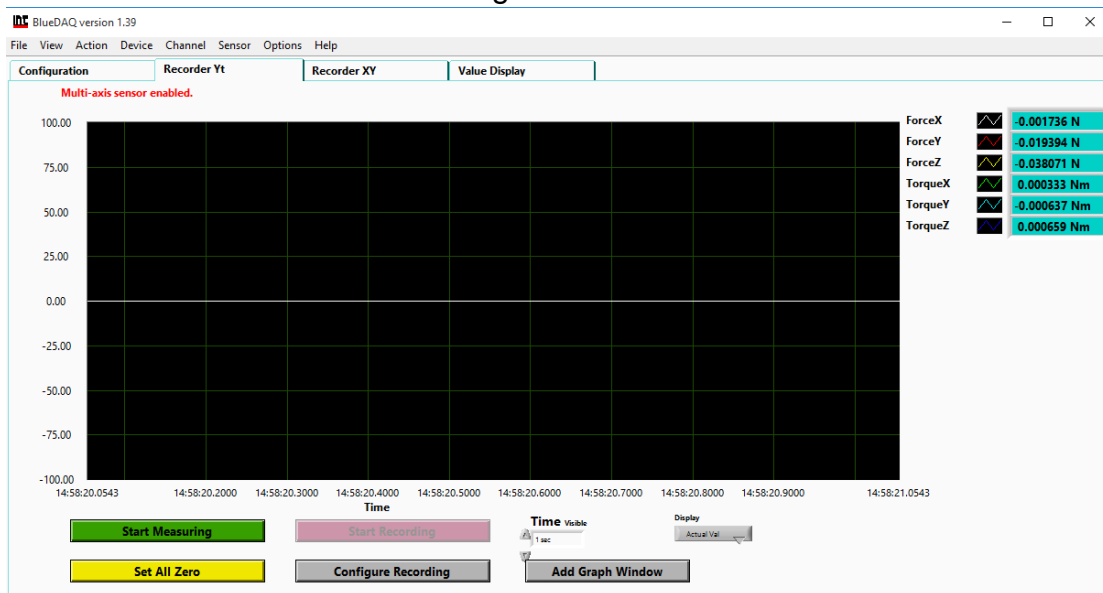 BlueDAQ version 1.39
File View Action Device Channel Sensor Options Help
Configuration Recorder Yt Recorder XY Value Display
Multi-axis sensor enabled.
100.00
75.00
50.00
25.00
0.00
-25.00
-50.00
-75.00
-100.00
ForceX -0.001736 N
ForceY -0.019394 N
ForceZ -0.038071 N
TorqueX 0.000333 Nm
TorqueY -0.000637 Nm
TorqueZ 0.000659 Nm
14:58:20.0543 14:58:20.2000 14:58:20.3000 14:58:20.4000 14:58:20.5000 14:58:20.6000 14:58:20.7000 14:58:20.8000 14:58:20.9000 14:58:21.0543
Time
Start Measuring Start Recording Time Visible Display
1 sec Actual Val
Set All Zero Configure Recording Add Graph Window